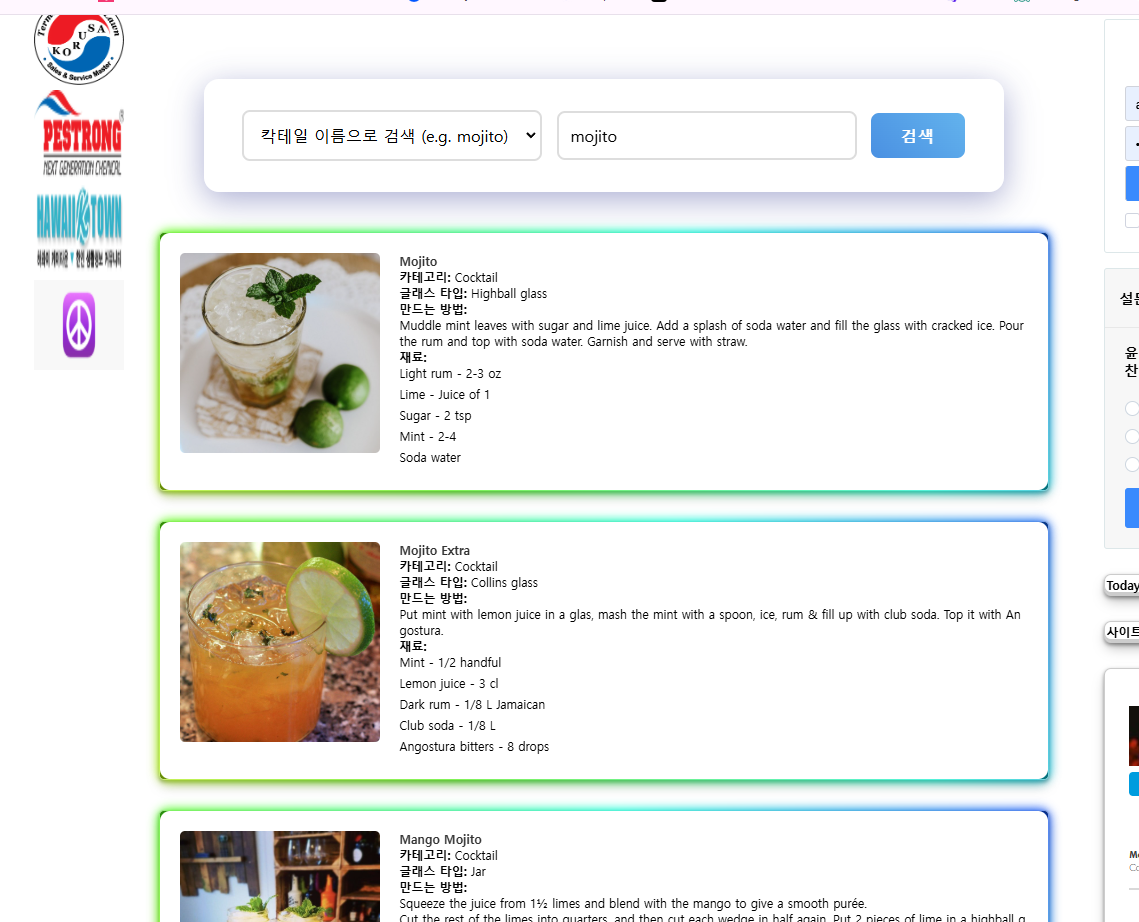 KOR USA
Sales & Service Master
PESTRONG
NEXT GENERATION CHEMICAL
HAWAII K TOWN
칵테일 이름으로 검색 (e.g. mojito)
mojito
검색
Mojito
카테고리: Cocktail
글래스 타입: Highball glass
만드는 방법:
Muddle mint leaves with sugar and lime juice. Add a splash of soda water and fill the glass with cracked ice. Pour
the rum and top with soda water. Garnish and serve with straw.
재료:
Light rum - 2-3 oz
Lime - Juice of 1
Sugar - 2 tsp
Mint - 2-4
Soda water
Mojito Extra
카테고리: Cocktail
글래스 타입: Collins glass
만드는 방법:
Put mint with lemon juice in a glas, mash the mint with a spoon, ice, rum & fill up with club soda. Top it with An
gostura.
재료:
Mint - 1/2 handful
Lemon juice - 3 cl
Dark rum - 1/8 L Jamaican
Club soda - 1/8 L
Angostura bitters - 8 drops
Mango Mojito
카테고리: Cocktail
글래스 타입: Jar
만드는 방법:
Squeeze the juice from 1½ limes and blend with the mango to give a smooth purée.
Cut the rest of the limes into quarters, and then cut each wedge in half again. Put 2 pieces of lime in a highball g
윤
찬
Today
사이트